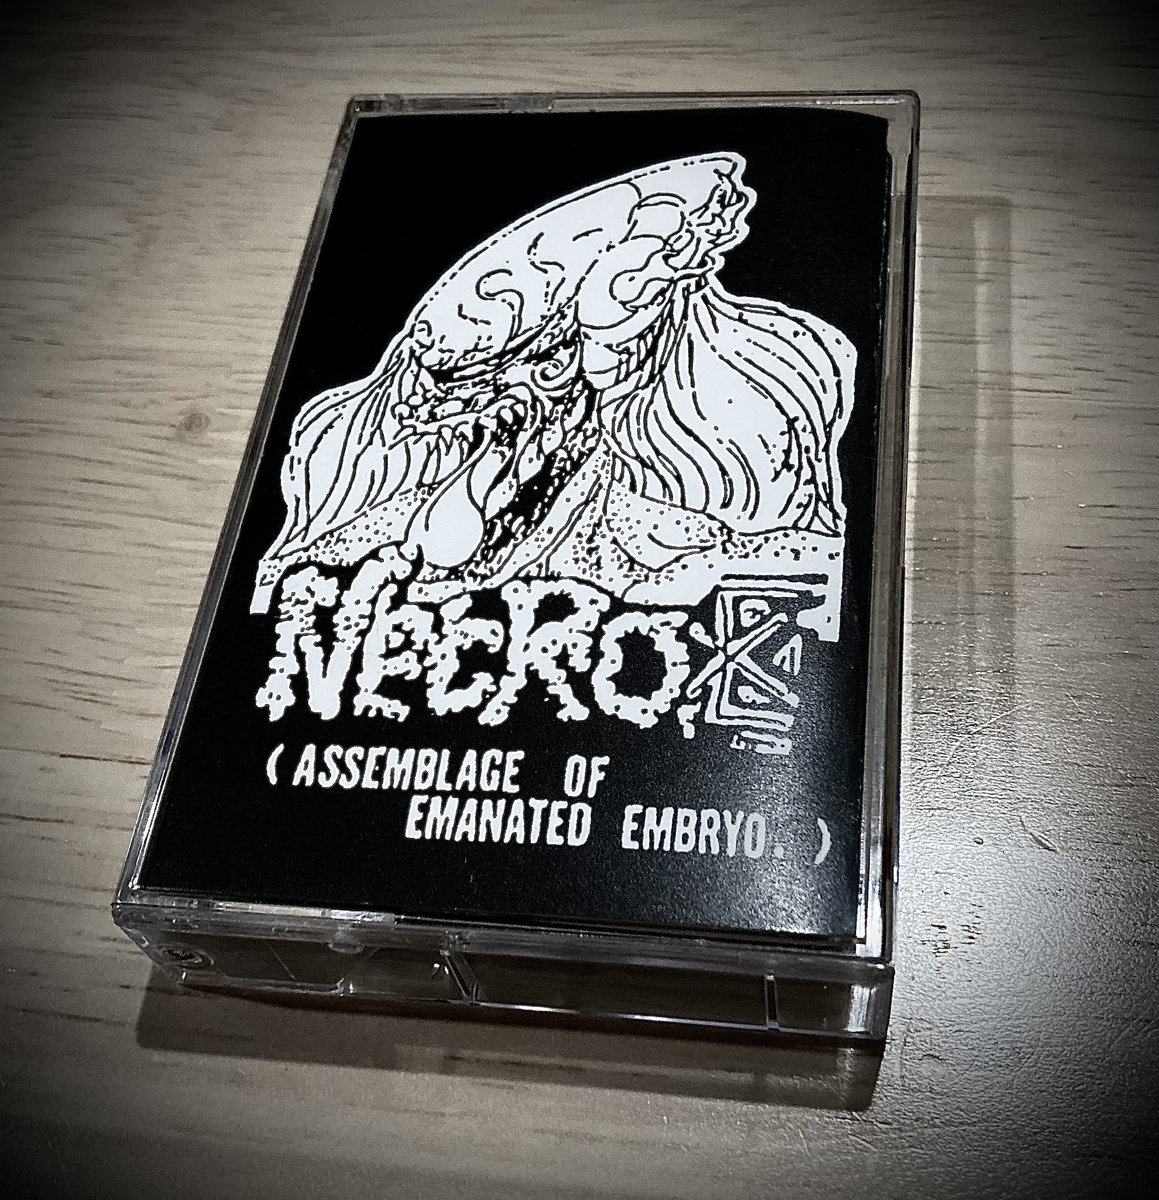 NECRO
(ASSEMBLAGE OF
EMANATED EMBRYO.)